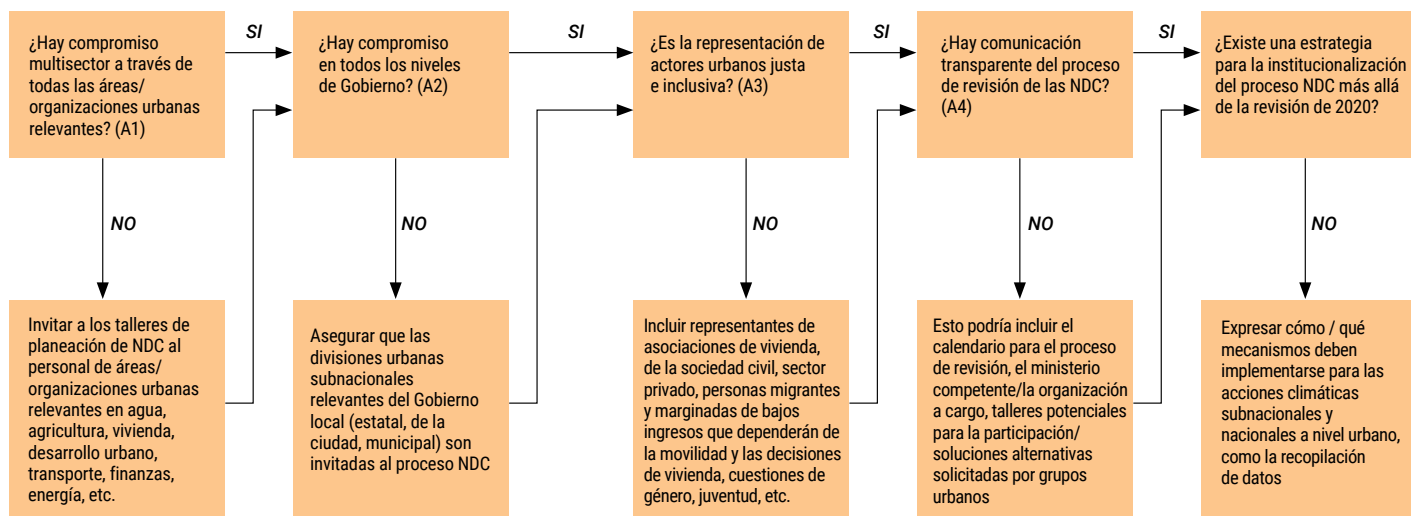 ¿Hay compromiso
multisector a través de
todas las áreas/
organizaciones urbanas
relevantes? (A1)
SI
¿Hay compromiso
en todos los niveles
de Gobierno? (A2)
SI
¿Es la representación de
actores urbanos justa
e inclusiva? (A3)
SI
¿Hay comunicación
transparente del proceso
de revisión de las NDC?
(A4)
SI
¿Existe una estrategia
para la institucionalización
del proceso NDC más allá
de la revisión de 2020?
NO
NO
NO
NO
NO
Invitar a los talleres de
planeación de NDC al
personal de áreas/
organizaciones urbanas
relevantes en agua,
agricultura, vivienda,
desarrollo urbano,
transporte, finanzas,
energía, etc.
Asegurar que las
divisiones urbanas
subnacionales
relevantes del Gobierno
local (estatal, de la
ciudad, municipal) son
invitadas al proceso NDC
Incluir representantes de
asociaciones de vivienda,
de la sociedad civil, sector
privado, personas migrantes
y marginadas de bajos
ingresos que dependerán de
la movilidad y las decisiones
de vivienda, cuestiones de
género, juventud, etc.
Esto podría incluir el
calendario para el proceso
de revisión, el ministerio
competente/la organización
a cargo, talleres potenciales
para la participación/
soluciones alternativas
solicitadas por grupos
urbanos
Expresar cómo / qué
mecanismos deben
implementarse para las
acciones climáticas
subnacionales y
nacionales a nivel urbano,
como la recopilación
de datos